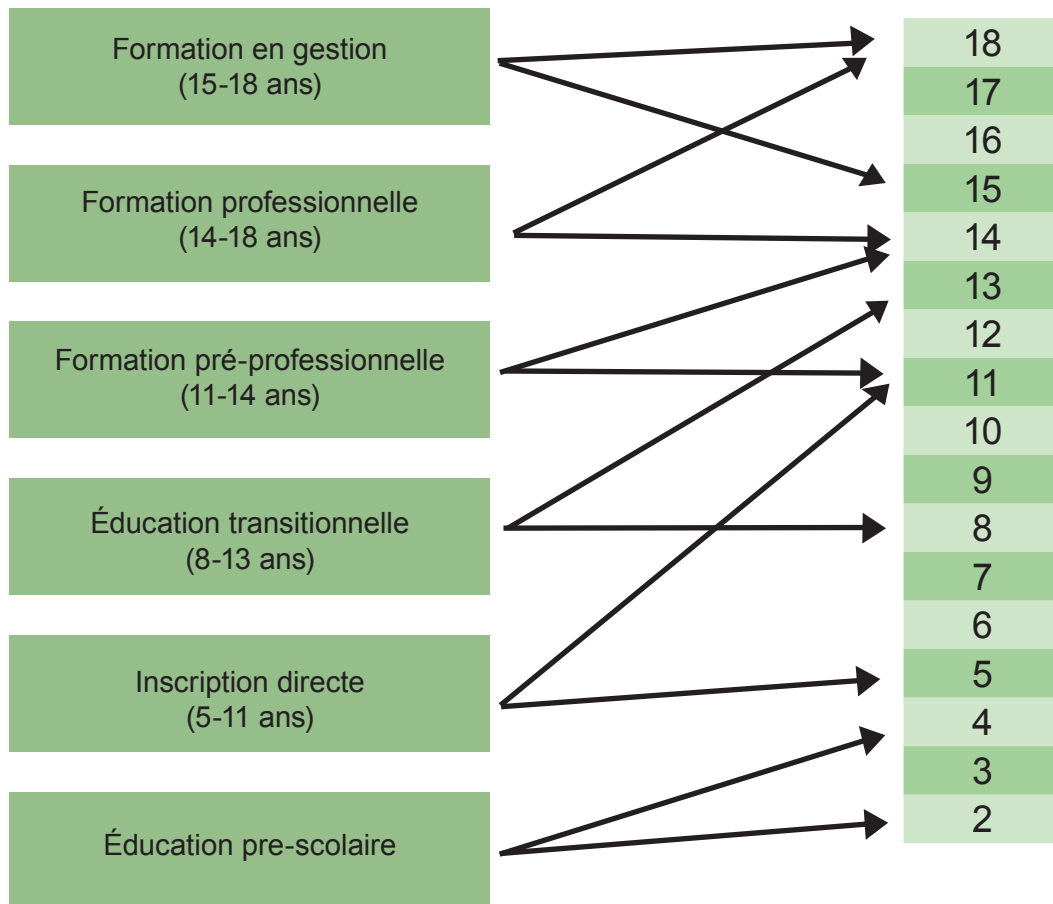 Formation en gestion
(15-18 ans)
Formation professionnelle
(14-18 ans)
Formation pré-professionnelle
(11-14 ans)
Éducation transitionnelle
(8-13 ans)
Inscription directe
(5-11 ans)
Éducation pre-scolaire
18
17
16
15
14
13
12
11
10
9
8
7
6
5
4
3
2